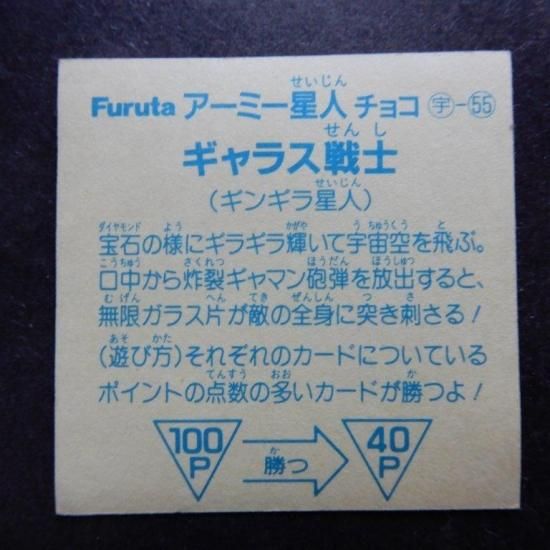 Furuta アーミー星人チョコ ㊫-55
ギャラス戦士
(ギンギラ星人)
宝石の様にギラギラ輝いて宇宙空を飛ぶ。
口中から炸裂ギヤマン砲弾を放出すると、
無限ガラス片が敵の全身に突き刺さる!
(遊び方)それぞれのカードについている
ポイントの点数の多いカードが勝つよ!
100P 勝つ 40P